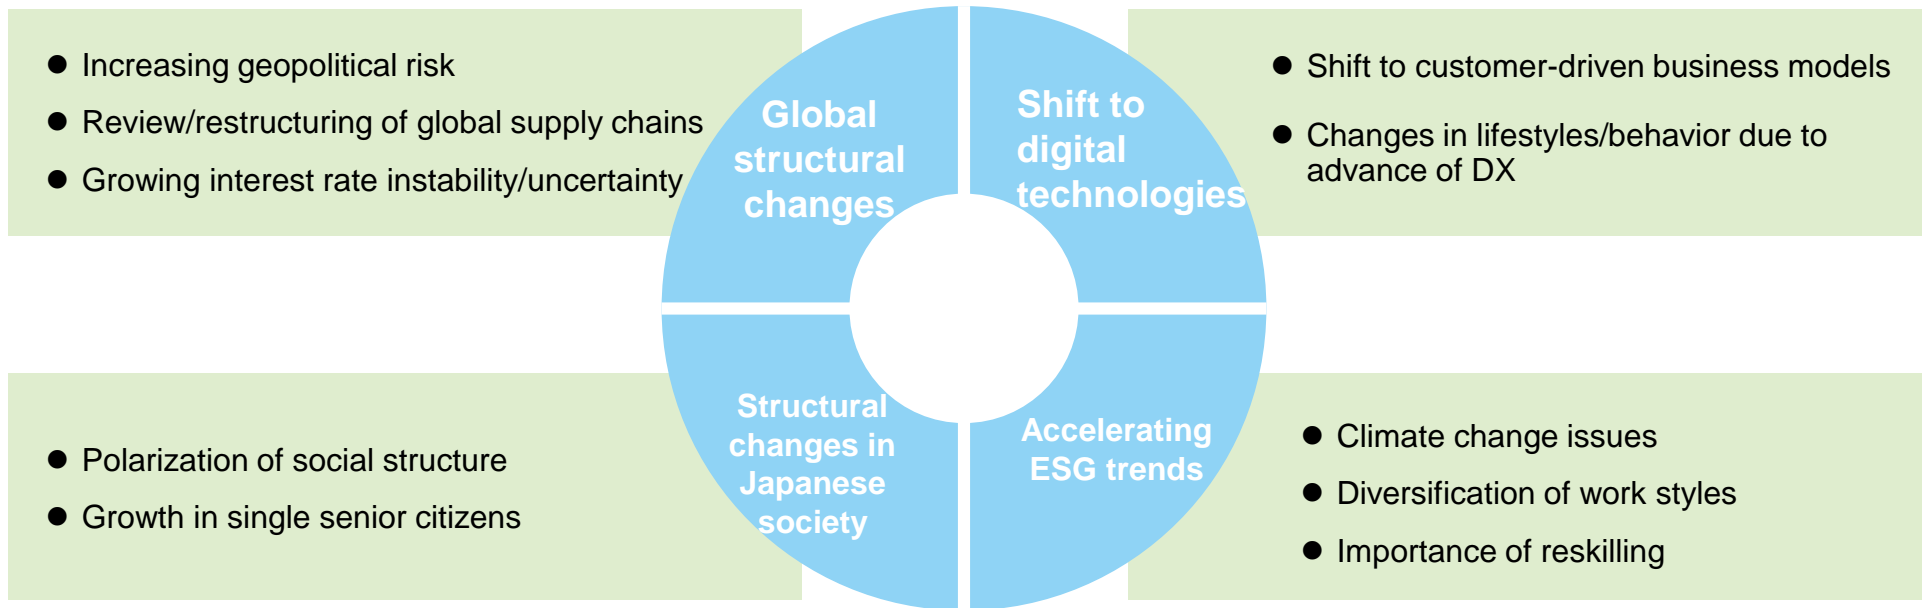 ● Increasing geopolitical risk
● Review/restructuring of global supply chains
● Growing interest rate instability/uncertainty
Global
structural
changes
Shift to
digital
technologies
● Shift to customer-driven business models
● Changes in lifestyles/behavior due to
advance of DX
● Polarization of social structure
● Growth in single senior citizens
Structural
changes in
Japanese
society
Accelerating
ESG trends
● Climate change issues
● Diversification of work styles
● Importance of reskilling